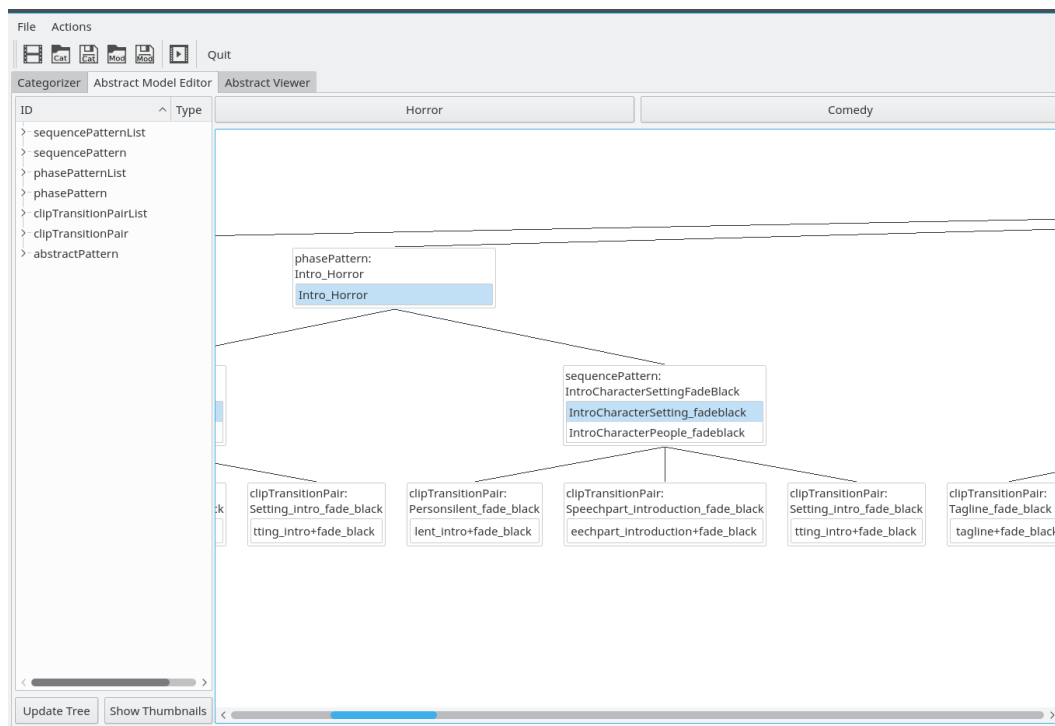 File Actions
Cat Cat Mod Mod Quit
Categorizer Abstract Model Editor Abstract Viewer
ID Type Horror Comedy
sequencePatternList
sequencePattern
phasePatternList
phasePattern
clipTransitionPairList
clipTransitionPair
abstractPattern
phasePattern:
Intro_Horror
Intro_Horror
sequencePattern:
IntroCharacterSettingFadeBlack
IntroCharacterSetting_fadeblack
IntroCharacterPeople_fadeblack
ck
clipTransitionPair:
Setting_intro_fade_black
tting_intro+fade_black
clipTransitionPair:
Personsilent_fade_black
lent_intro+fade_black
clipTransitionPair:
Speechpart_introduction_fade_black
eechpart_introduction+fade_black
clipTransitionPair:
Setting_intro_fade_black
tting_intro+fade_black
clipTransitionPair:
Tagline_fade_black
tagline+fade_black
Update Tree Show Thumbnails